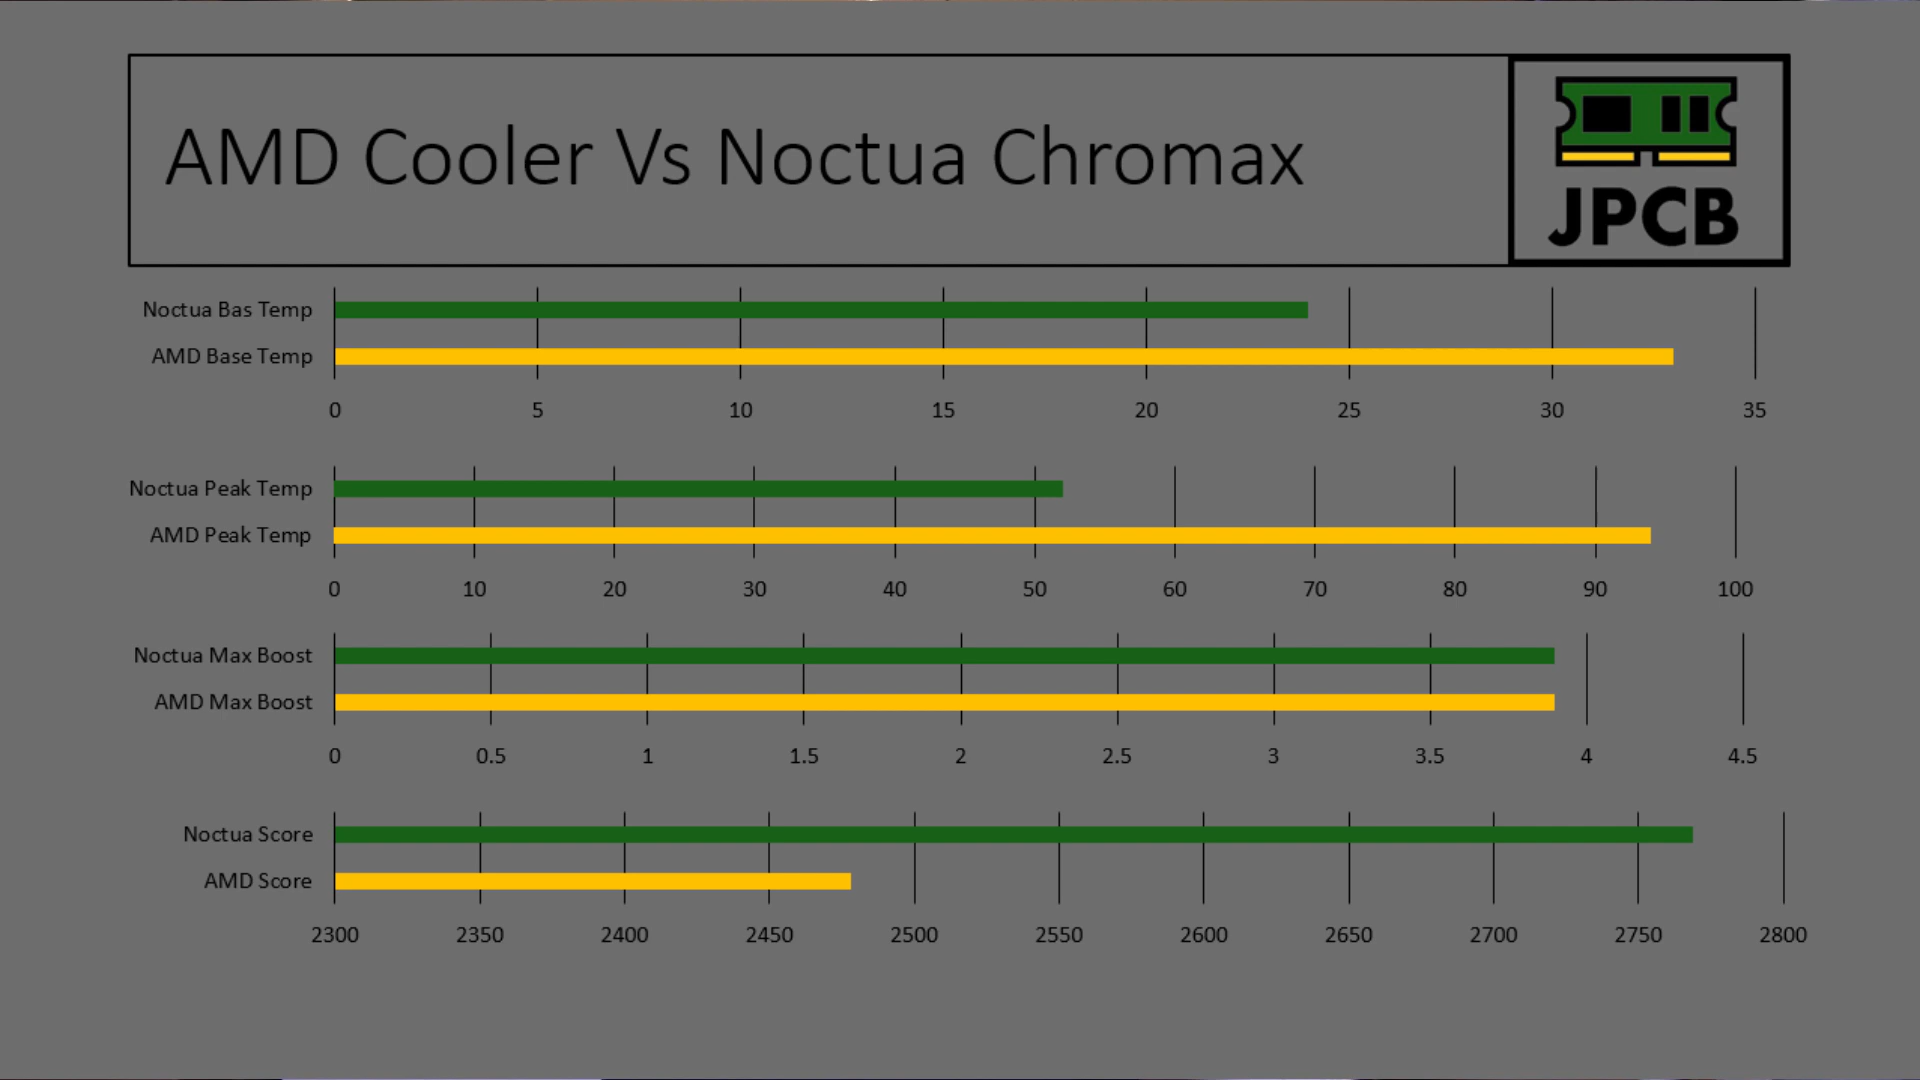 AMD Cooler Vs Noctua Chromax
JPCB
Noctua Bas Temp
AMD Base Temp
0 5 10 15 20 25 30 35
Noctua Peak Temp
AMD Peak Temp
0 10 20 30 40 50 60 70 80 90 100
Noctua Max Boost
AMD Max Boost
0 0.5 1 1.5 2 2.5 3 3.5 4 4.5
Noctua Score
AMD Score
2300 2350 2400 2450 2500 2550 2600 2650 2700 2750 2800